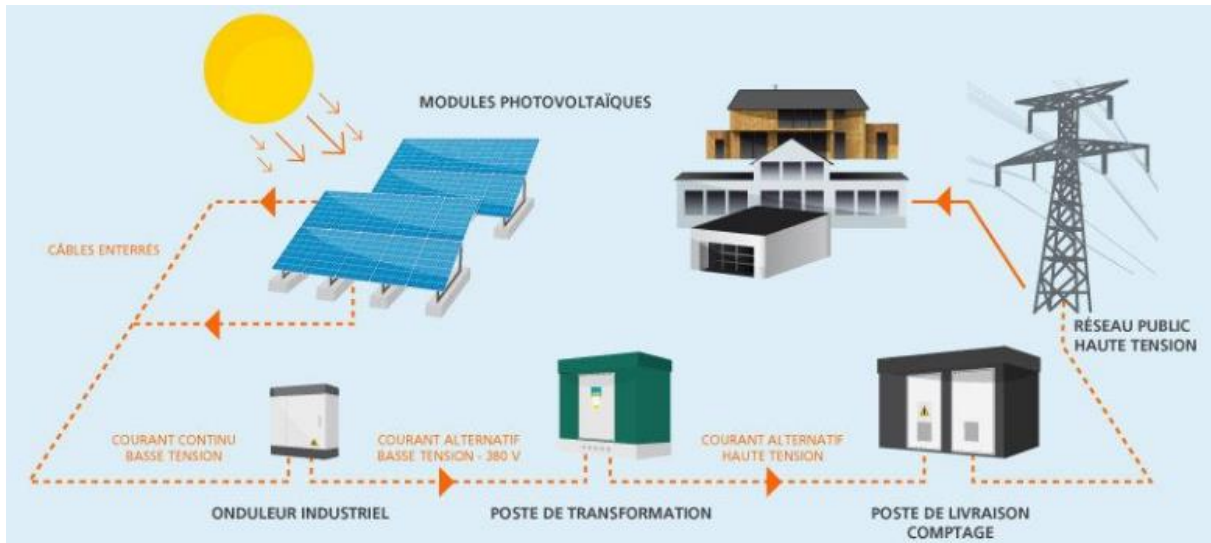 MODULES PHOTOVOLTAÏQUES
CÂBLES ENTERRÉS
RÉSEAU PUBLIC
HAUTE TENSION
COURANT CONTINU
BASSE TENSION
COURANT ALTERNATIF
BASSE TENSION - 380 V
COURANT ALTERNATIF
HAUTE TENSION
ONDULEUR INDUSTRIEL
POSTE DE TRANSFORMATION
POSTE DE LIVRAISON
COMPTAGE